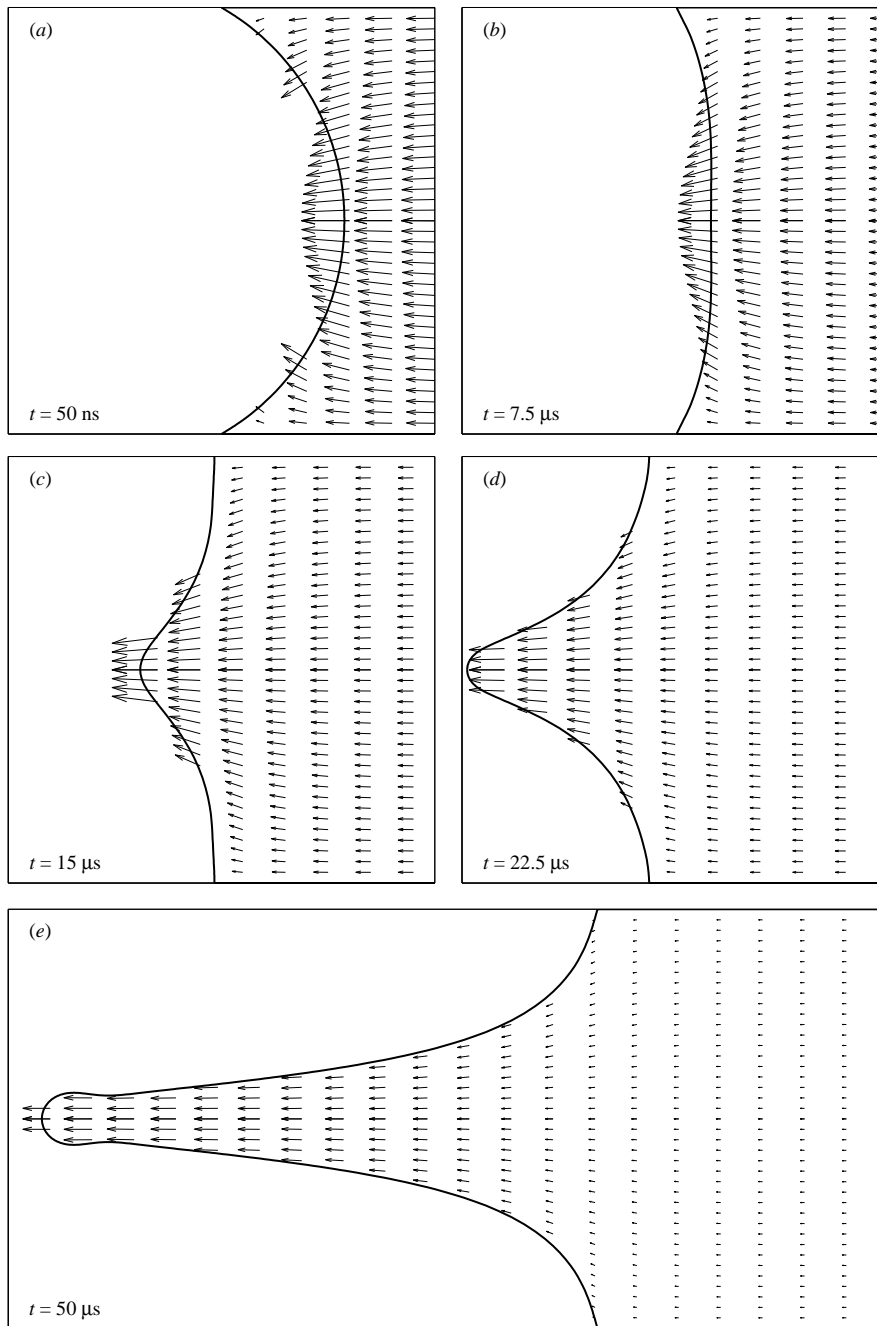 (a)
t = 50 ns
(b)
t = 7.5 μs
(c)
t = 15 μs
(d)
t = 22.5 μs
(e)
t = 50 μs